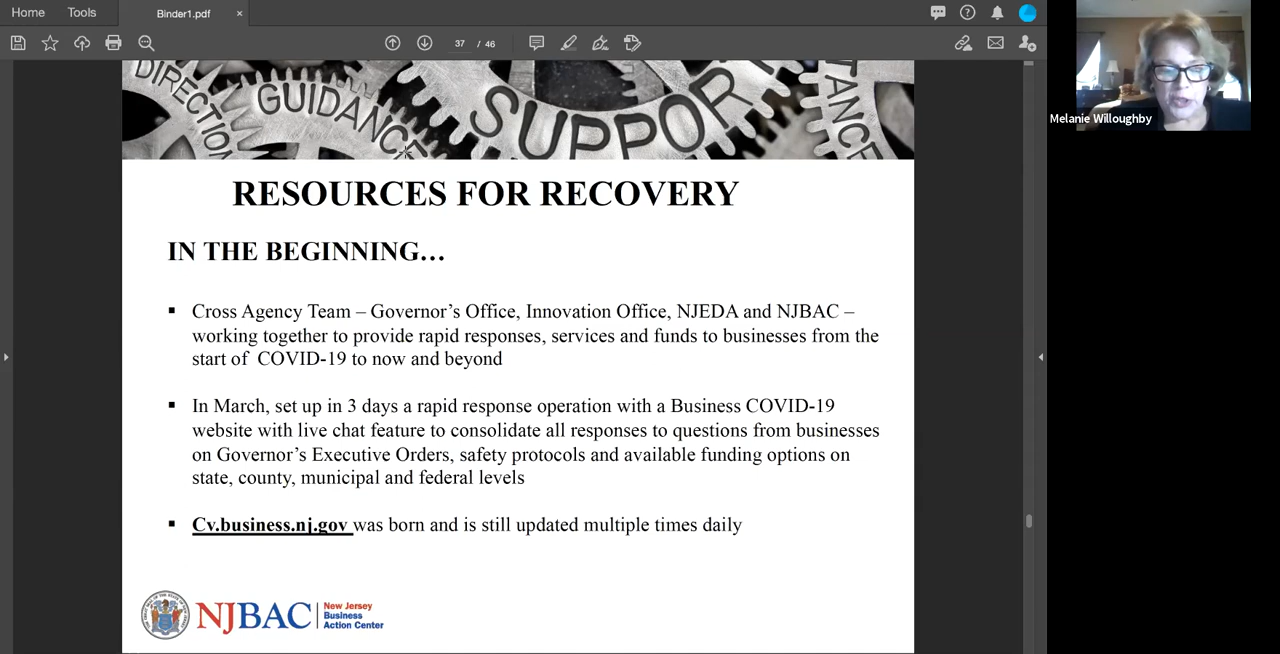 Home
Tools
Binder1.pdf
×
37 / 46
DIRECTION
GUIDANCE
SUPPORT
TANCE
RESOURCES FOR RECOVERY
IN THE BEGINNING…
▪ Cross Agency Team – Governor's Office, Innovation Office, NJEDA and NJBAC –
working together to provide rapid responses, services and funds to businesses from the
start of COVID-19 to now and beyond
▪ In March, set up in 3 days a rapid response operation with a Business COVID-19
website with live chat feature to consolidate all responses to questions from businesses
on Governor's Executive Orders, safety protocols and available funding options on
state, county, municipal and federal levels
▪ Cv.business.nj.gov was born and is still updated multiple times daily
NJBAC
New Jersey
Business
Action Center
Melanie Willoughby